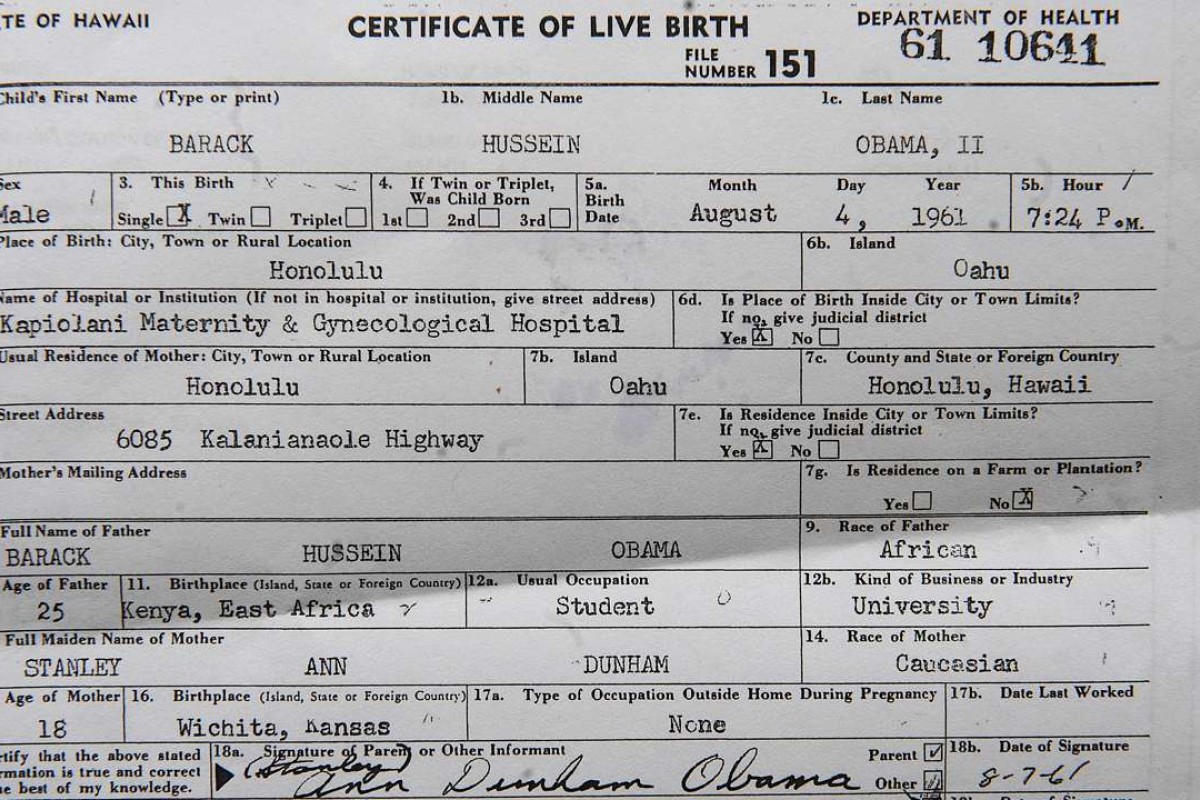 TE OF HAWAII CERTIFICATE OF LIVE BIRTH DEPARTMENT OF HEALTH
FILE NUMBER 151 61 10641
Child's First Name (Type or print) 1b. Middle Name 1c. Last Name
BARACK HUSSEIN OBAMA, II
Sex 3. This Birth 4. If Twin or Triplet, Was Child Born 5a. Birth Date Month Day Year 5b. Hour
Male Single X Twin Triplet 1st 2nd 3rd August 4, 1961 7:24 P.M.
Place of Birth: City, Town or Rural Location 6b. Island
Honolulu Oahu
Name of Hospital or Institution (If not in hospital or institution, give street address) 6d. Is Place of Birth Inside City or Town Limits?
If no, give judicial district
Kapiolani Maternity & Gynecological Hospital Yes X No
Usual Residence of Mother: City, Town or Rural Location 7b. Island 7c. County and State or Foreign Country
Honolulu Oahu Honolulu, Hawaii
Street Address 7e. Is Residence Inside City or Town Limits?
If no, give judicial district
6085 Kalanianaole Highway Yes X No
Mother's Mailing Address 7g. Is Residence on a Farm or Plantation?
Yes No X
Full Name of Father 9. Race of Father
BARACK HUSSEIN OBAMA African
Age of Father 11. Birthplace (Island, State or Foreign Country) 12a. Usual Occupation 12b. Kind of Business or Industry
25 Kenya, East Africa Student University
Full Maiden Name of Mother 14. Race of Mother
STANLEY ANN DUNHAM Caucasian
Age of Mother 16. Birthplace (Island, State or Foreign Country) 17a. Type of Occupation Outside Home During Pregnancy 17b. Date Last Worked
18 Wichita, Kansas None
rtify that the above stated 18a. Signature of Parent or Other Informant Parent 18b. Date of Signature
rmation is true and correct (Stanley)
e best of my knowledge. Ann Dunham Obama Other 8-7-61